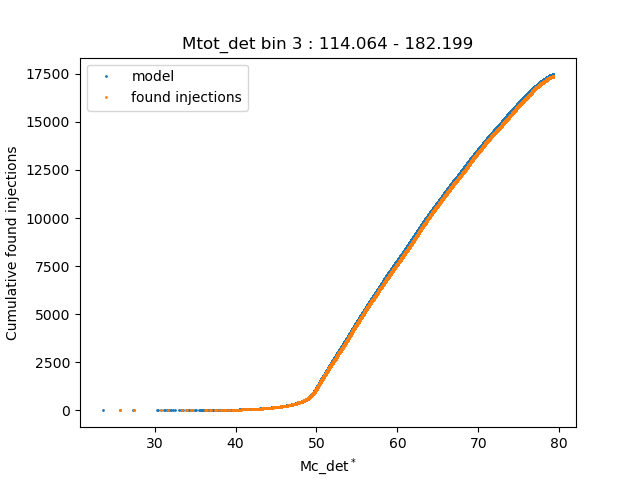 Mtot_det bin 3 : 114.064 - 182.199
model
found injections
Cumulative found injections
17500
15000
12500
10000
7500
5000
2500
0
30 40 50 60 70 80
Mc_det*